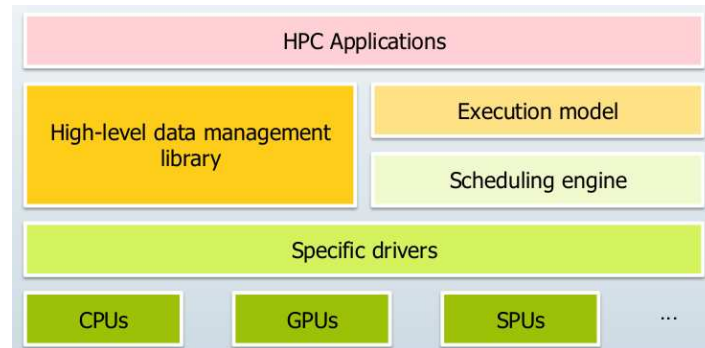 HPC Applications
High-level data management
library
Execution model
Scheduling engine
Specific drivers
CPUs
GPUs
SPUs
...